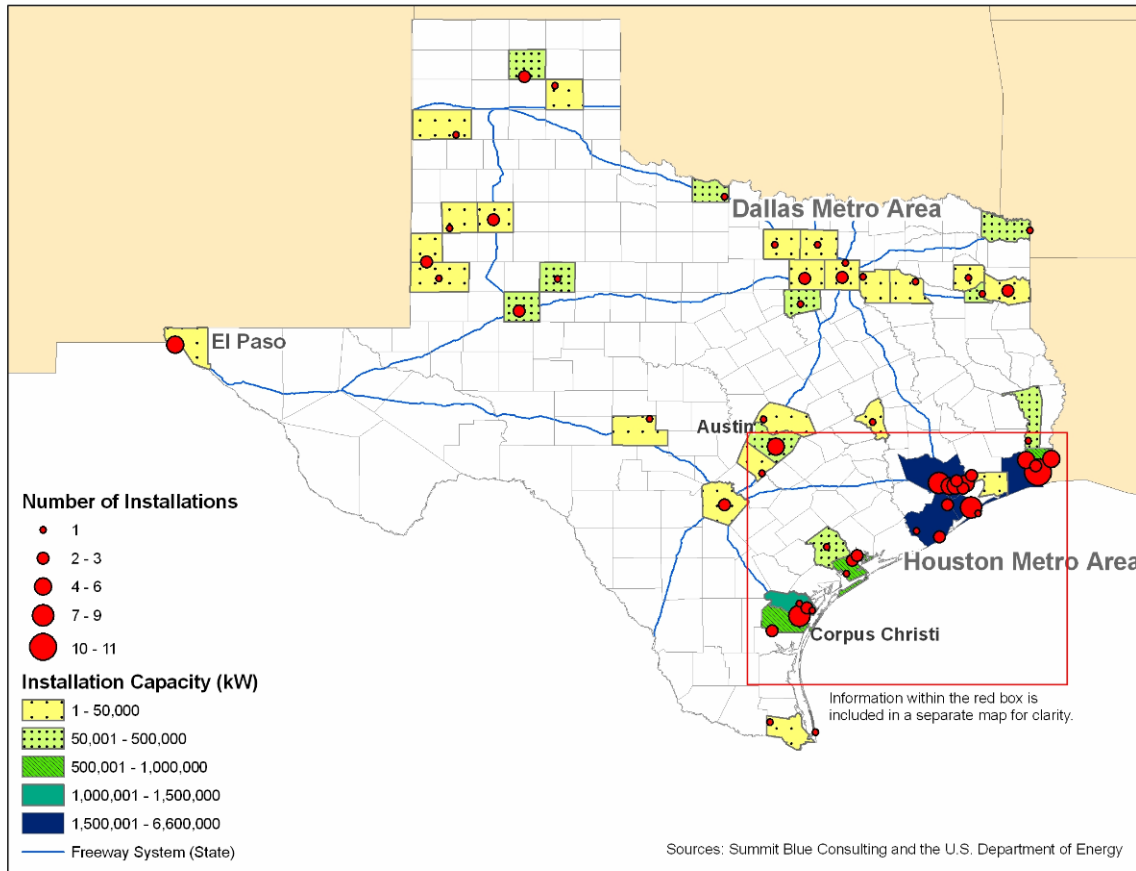 Dallas Metro Area
El Paso
Austin
Houston Metro Area
Corpus Christi
Number of Installations
1
2 - 3
4 - 6
7 - 9
10 - 11
Installation Capacity (kW)
1 - 50,000
50,001 - 500,000
500,001 - 1,000,000
1,000,001 - 1,500,000
1,500,001 - 6,600,000
Freeway System (State)
Information within the red box is
included in a separate map for clarity.
Sources: Summit Blue Consulting and the U.S. Department of Energy